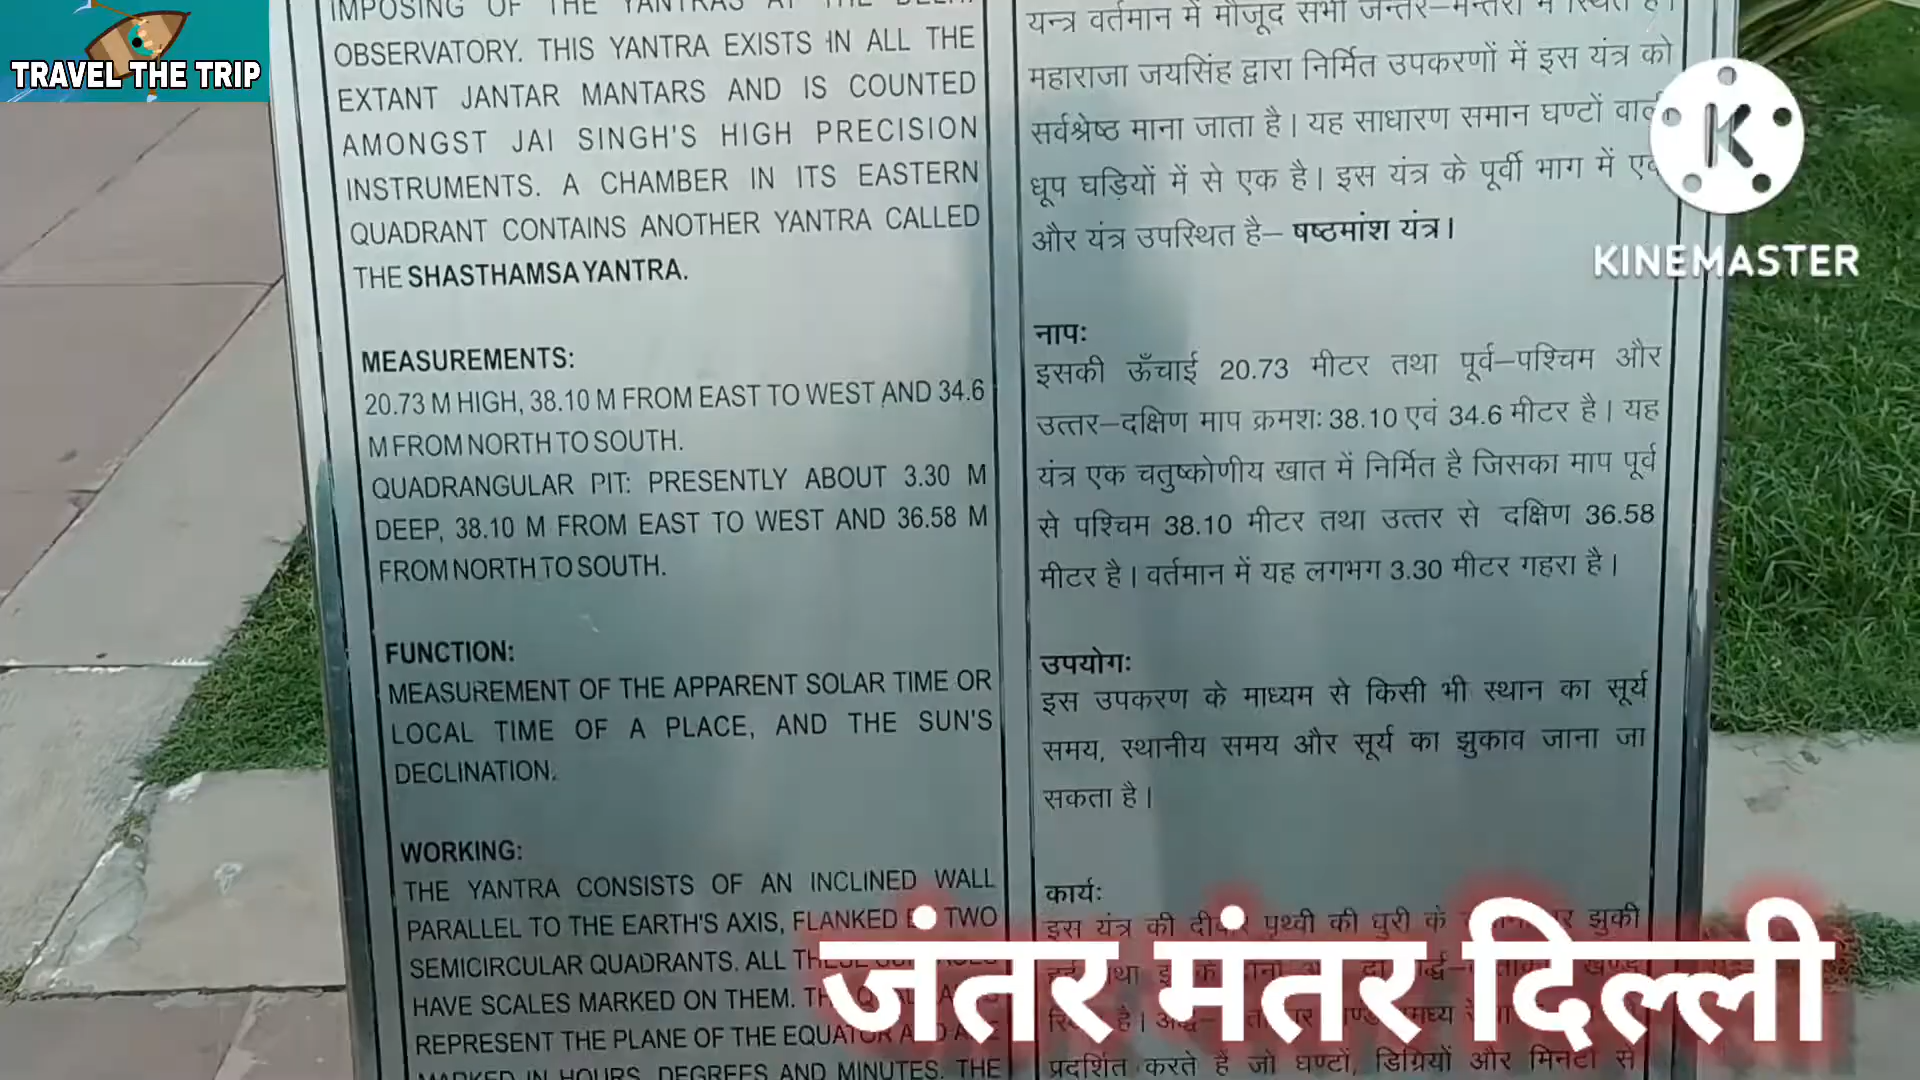 TRAVEL THE TRIP
IMPOSING OF THE YANTRAS AT THE DELHI
OBSERVATORY. THIS YANTRA EXISTS IN ALL THE
EXTANT JANTAR MANTARS AND IS COUNTED
AMONGST JAI SINGH'S HIGH PRECISION
INSTRUMENTS. A CHAMBER IN ITS EASTERN
QUADRANT CONTAINS ANOTHER YANTRA CALLED
THE SHASTHAMSA YANTRA.
MEASUREMENTS:
20.73 M HIGH, 38.10 M FROM EAST TO WEST AND 34.6
M FROM NORTH TO SOUTH.
QUADRANGULAR PIT: PRESENTLY ABOUT 3.30 M
DEEP, 38.10 M FROM EAST TO WEST AND 36.58 M
FROM NORTH TO SOUTH.
FUNCTION:
MEASUREMENT OF THE APPARENT SOLAR TIME OR
LOCAL TIME OF A PLACE, AND THE SUN'S
DECLINATION.
WORKING:
THE YANTRA CONSISTS OF AN INCLINED WALL
PARALLEL TO THE EARTH'S AXIS, FLANKED BY TWO
SEMICIRCULAR QUADRANTS. ALL THESE
HAVE SCALES MARKED ON THEM.
REPRESENT THE PLANE OF THE EQUATOR AND ARE
MARKED IN HOURS, DEGREES AND MINUTES. THE
यन्त्र वर्तमान में मौजूद सभी जन्तर–मन्तरों में स्थित है।
महाराजा जयसिंह द्वारा निर्मित उपकरणों में इस यंत्र को
सर्वश्रेष्ठ माना जाता है। यह साधारण समान घण्टों वाली
धूप घड़ियों में से एक है। इस यंत्र के पूर्वी भाग में एक
और यंत्र उपस्थित है– षष्ठमांश यंत्र।
नाप:
इसकी ऊँचाई 20.73 मीटर तथा पूर्व–पश्चिम और
उत्तर–दक्षिण माप क्रमश: 38.10 एवं 34.6 मीटर है। यह
यंत्र एक चतुष्कोणीय खात में निर्मित है जिसका माप पूर्व
से पश्चिम 38.10 मीटर तथा उत्तर से दक्षिण 36.58
मीटर है। वर्तमान में यह लगभग 3.30 मीटर गहरा है।
उपयोग:
इस उपकरण के माध्यम से किसी भी स्थान का सूर्य
समय, स्थानीय समय और सूर्य का झुकाव जाना जा
सकता है।
कार्य:
इस यंत्र की दीवार पृथ्वी की धुरी के झुकी
प्रदर्शित करते हैं जो घण्टों, डिग्रियों और मिनटों से
K
KINEMASTER
जंतर मंतर दिल्ली